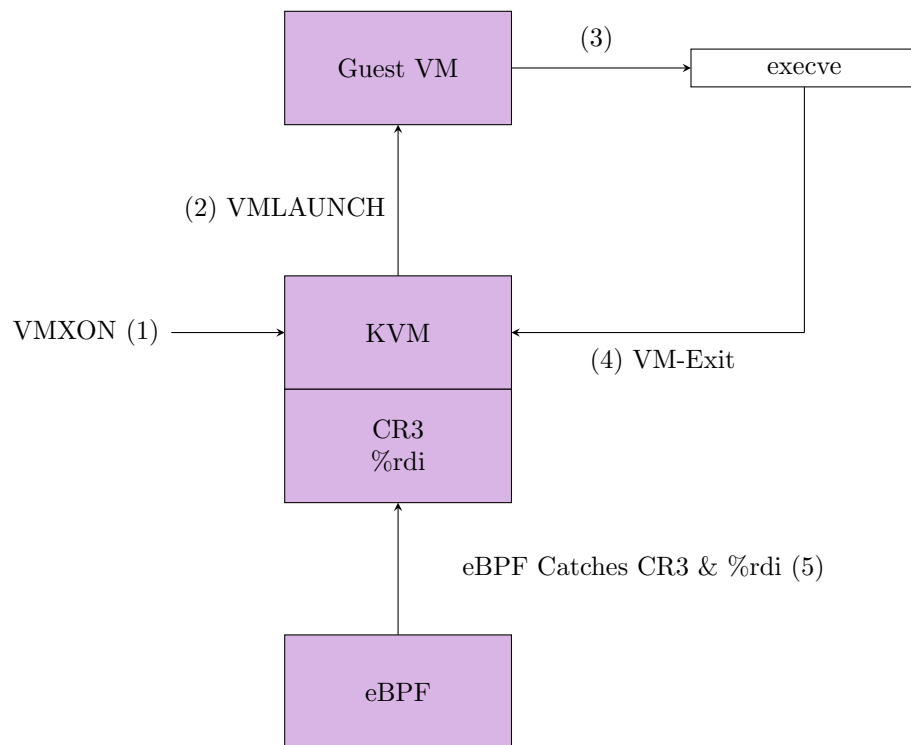 (3)
Guest VM
execve
(2) VMLAUNCH
VMXON (1)
KVM
(4) VM-Exit
CR3
%rdi
eBPF Catches CR3 & %rdi (5)
eBPF